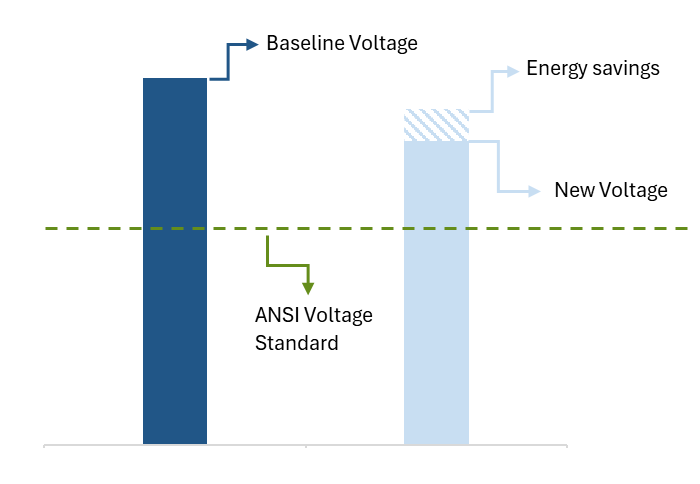 Baseline Voltage
Energy savings
New Voltage
ANSI Voltage
Standard